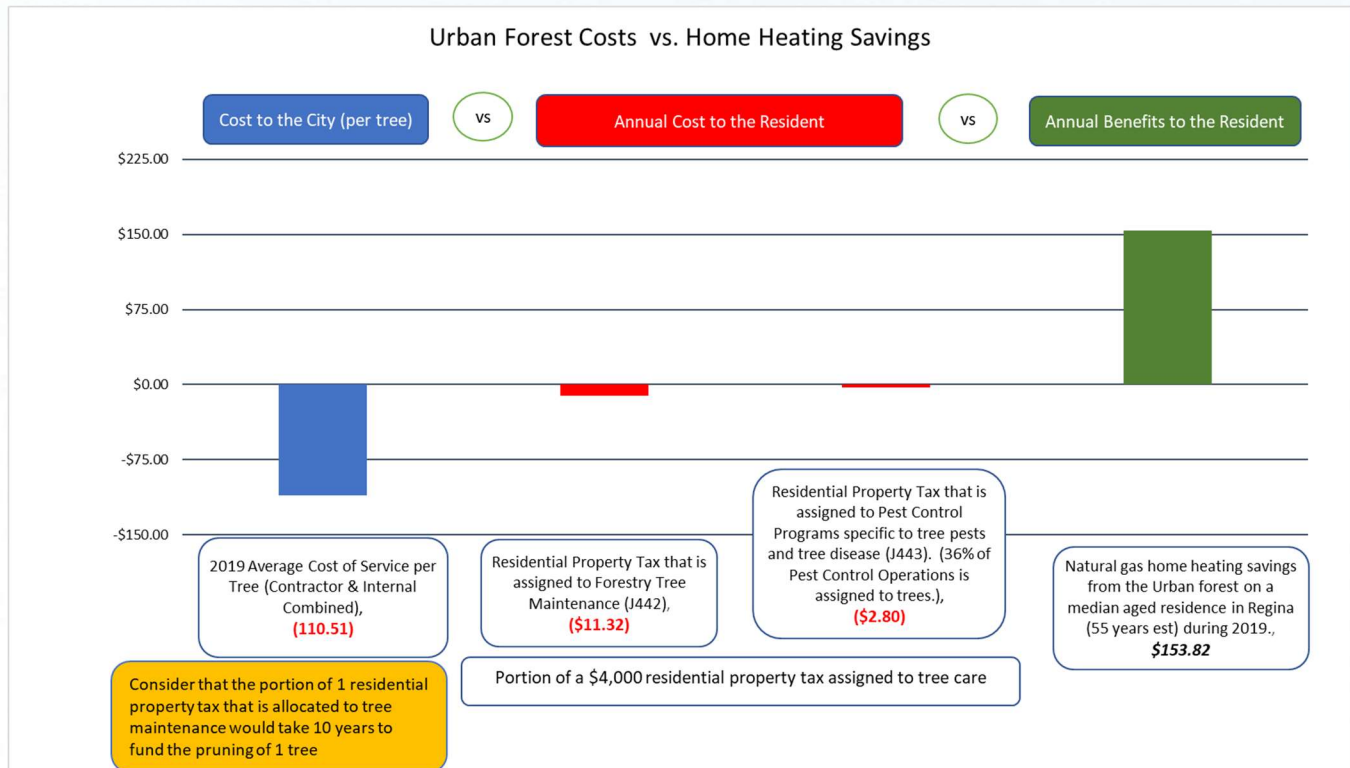 Urban Forest Costs vs. Home Heating Savings
Cost to the City (per tree)
vs
Annual Cost to the Resident
vs
Annual Benefits to the Resident
$225.00
$150.00
$75.00
$0.00
-$75.00
-$150.00
2019 Average Cost of Service per
Tree (Contractor & Internal
Combined),
(110.51)
Residential Property Tax that is
assigned to Forestry Tree
Maintenance (J442),
($11.32)
Residential Property Tax that is
assigned to Pest Control
Programs specific to tree pests
and tree disease (J443). (36% of
Pest Control Operations is
assigned to trees.),
($2.80)
Natural gas home heating savings
from the Urban forest on a
median aged residence in Regina
(55 years est) during 2019.,
$153.82
Portion of a $4,000 residential property tax assigned to tree care
Consider that the portion of 1 residential
property tax that is allocated to tree
maintenance would take 10 years to
fund the pruning of 1 tree